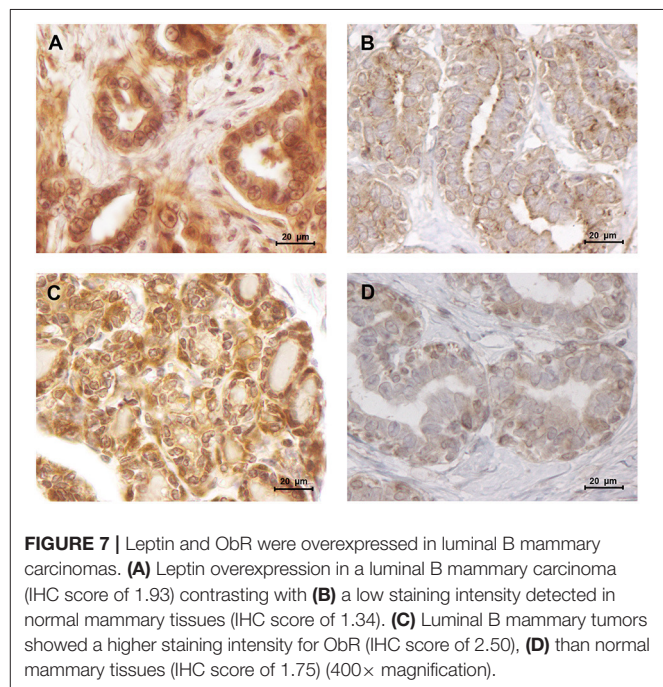 A
B
20 µm
20 µm
C
D
20 µm
20 µm
FIGURE 7 | Leptin and ObR were overexpressed in luminal B mammary
carcinomas. (A) Leptin overexpression in a luminal B mammary carcinoma
(IHC score of 1.93) contrasting with (B) a low staining intensity detected in
normal mammary tissues (IHC score of 1.34). (C) Luminal B mammary tumors
showed a higher staining intensity for ObR (IHC score of 2.50), (D) than normal
mammary tissues (IHC score of 1.75) (400× magnification).